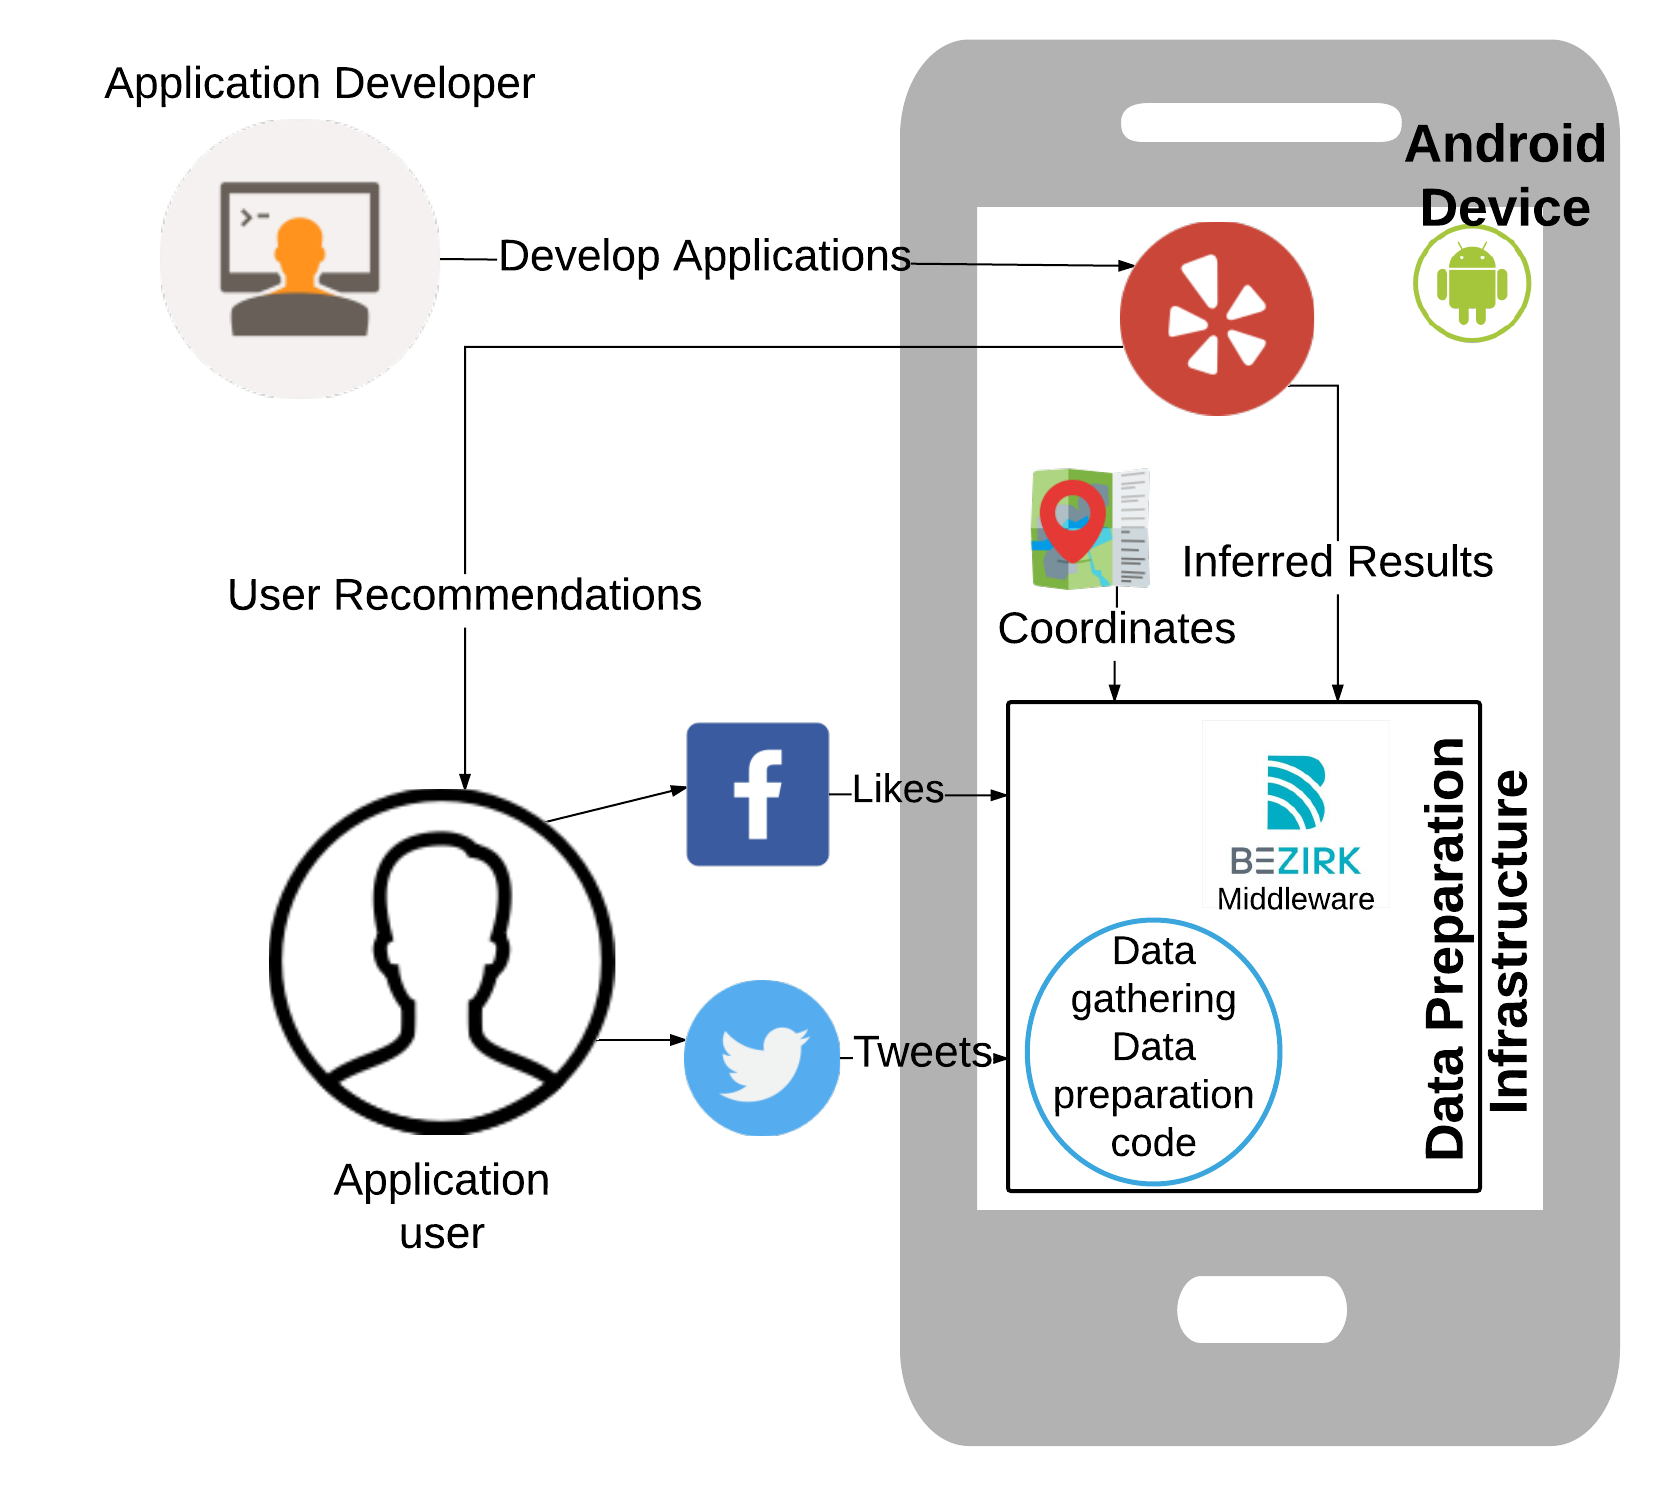 Application Developer
Android
Device
>-
Develop Applications
Inferred Results
User Recommendations
Coordinates
f
Likes
BEZIRK
Middleware
Data Preparation
Infrastructure
Data
gathering
Data
preparation
code
Tweets
Application
user